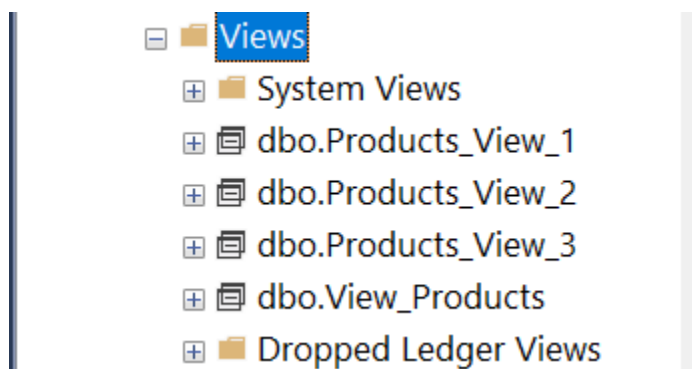 Views
System Views
dbo.Products_View_1
dbo.Products_View_2
dbo.Products_View_3
dbo.View_Products
Dropped Ledger Views